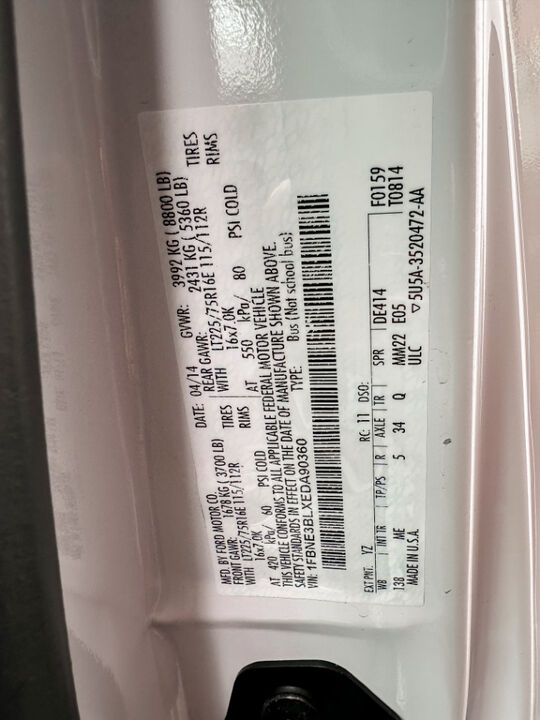 MFD. BY FORD MOTOR CO. DATE: 04/14 GVWR: 3992 KG ( 8800 LB)
FRONT GAWR: 1678 KG ( 3700 LB) REAR GAWR: 2431 KG ( 5360 LB)
WITH LT225/75R16E 115/112R TIRES WITH LT225/75R16E 115/112R TIRES
16x7.0K RIMS 16x7.0K RIMS
AT 420 kPa/ 60 PSI COLD AT 550 kPa/ 80 PSI COLD
THIS VEHICLE CONFORMS TO ALL APPLICABLE FEDERAL MOTOR VEHICLE
SAFETY STANDARDS IN EFFECT ON THE DATE OF MANUFACTURE SHOWN ABOVE.
VIN: 1FBNE3BLXEDA90360 TYPE: Bus (Not school bus)
EXT PNT: YZ RC: 11 DSO: F0159
WB INT TR TP/PS R AXLE TR SPR DE414 T0814
138 ME 5 34 Q MM22 E05
MADE IN U.S.A. ULC ▽5U5A-3520472-AA